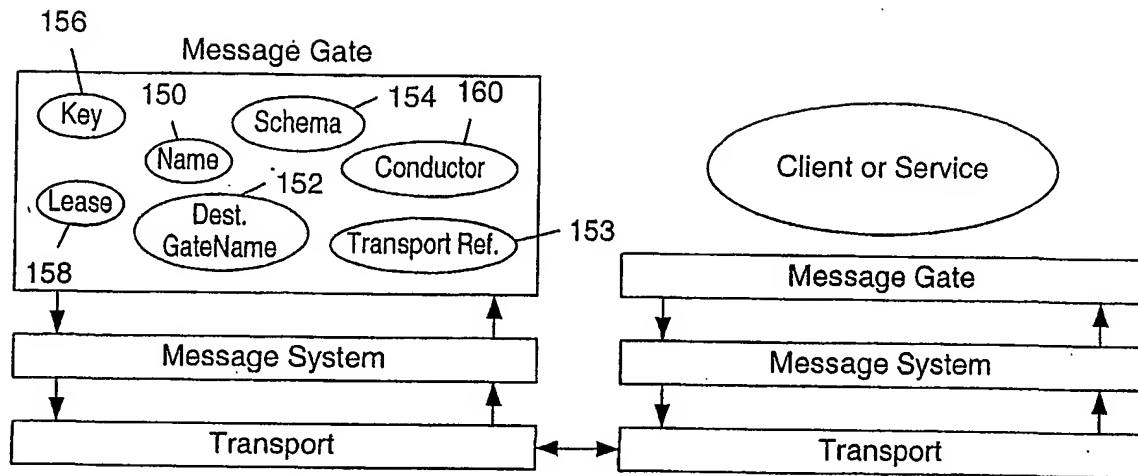 156
Message Gate
Key
150
154
160
Schema
Name
Conductor
Client or Service
Lease
152
Dest.
GateName
Transport Ref.
153
158
Message Gate
Message System
Message System
Transport
Transport